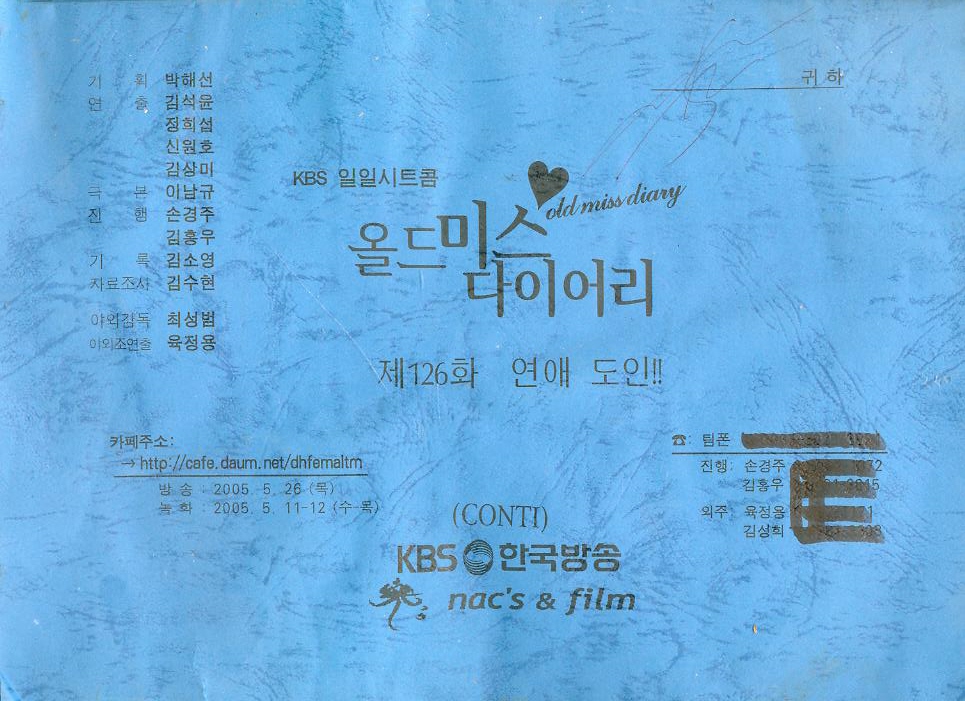 귀하
기 획 박해선
연 출 김석윤
장희섭
신원호
김상미
극 본 이남규
진 행 손경주
김홍우
기 록 김소영
자료조사 김수현
야외감독 최성범
야외조연출 육정용
KBS 일일시트콤
old miss diary
올드미스
다이어리
제126화 연애 도인!!
카페주소:
→ http://cafe.daum.net/dhfemaltm
방 송 : 2005. 5. 26 (목)
녹 화 : 2005. 5. 11-12 (수-목)
☎: 팀폰
진행: 손경주
김홍우
외주: 육정용
김성희
(CONTI)
KBS 한국방송
nac's & film